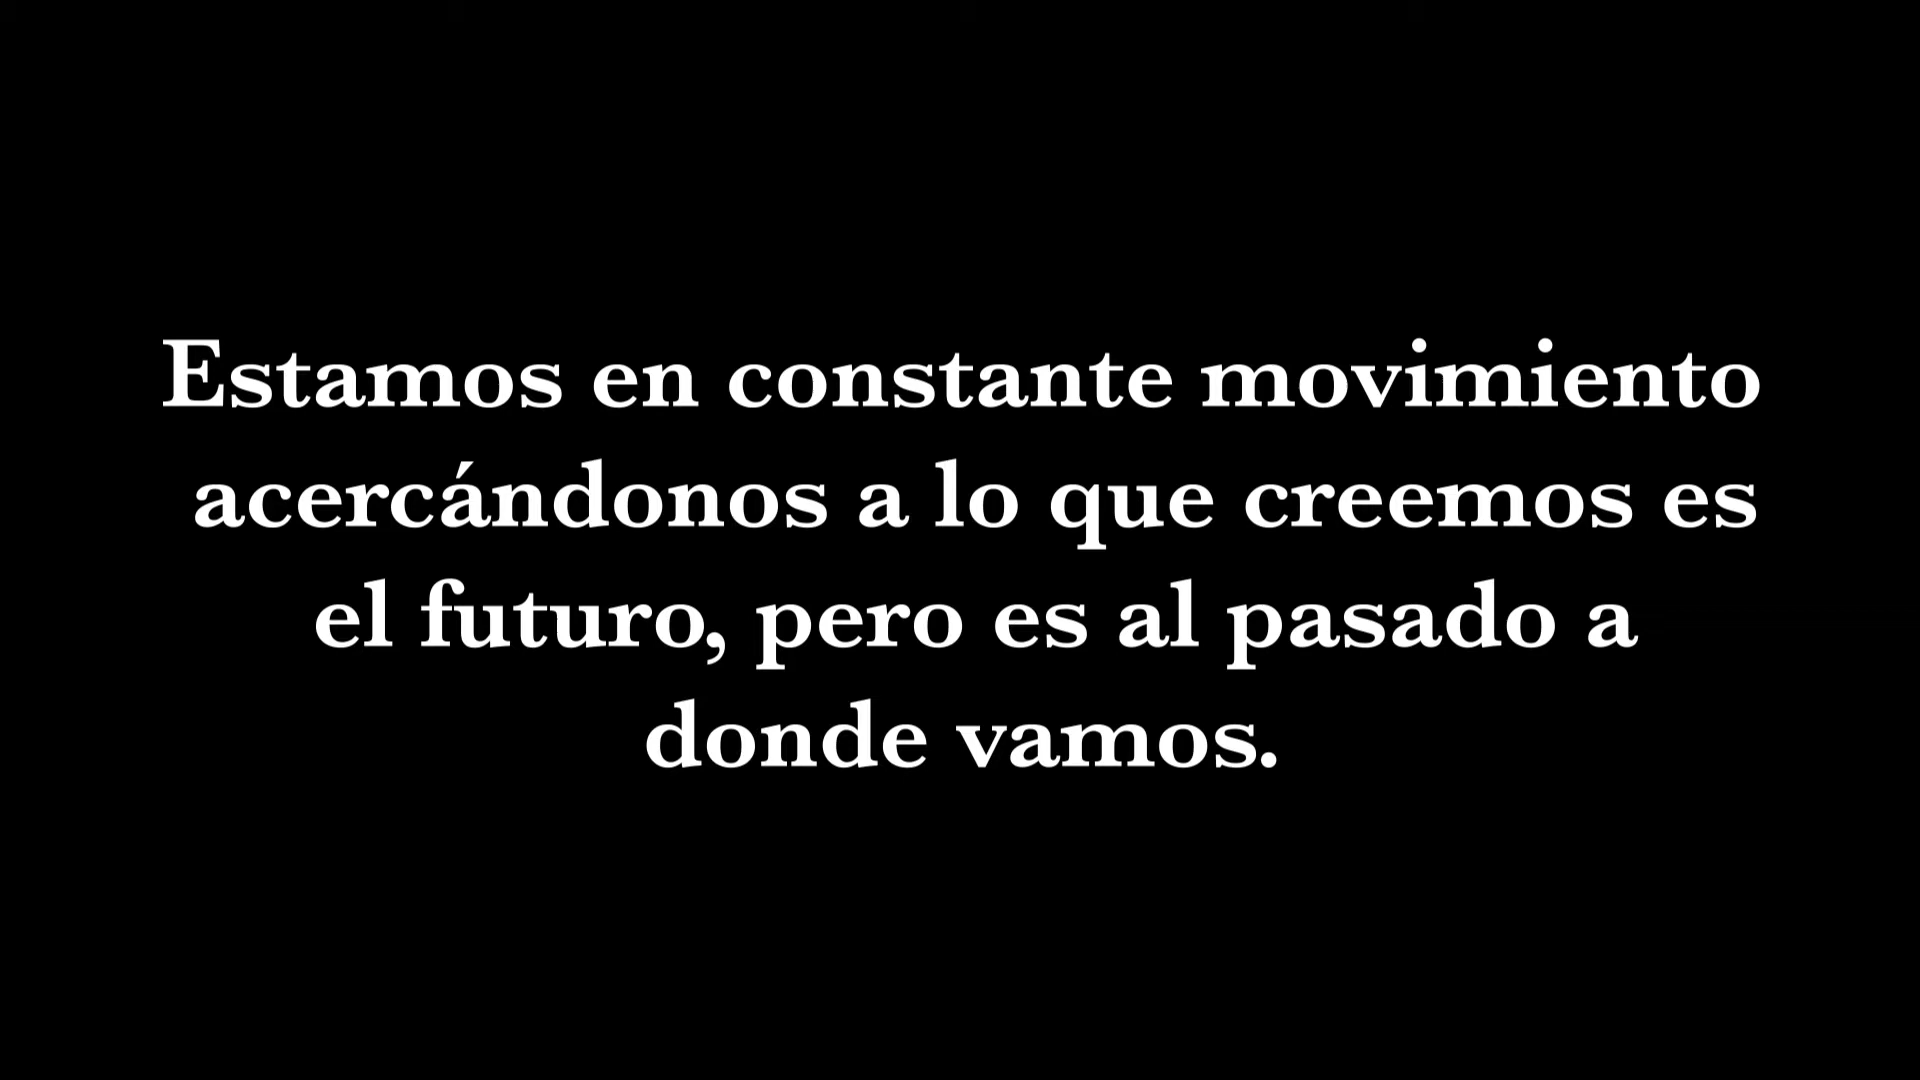 Estamos en constante movimiento
acercándonos a lo que creemos es
el futuro, pero es al pasado a
donde vamos.